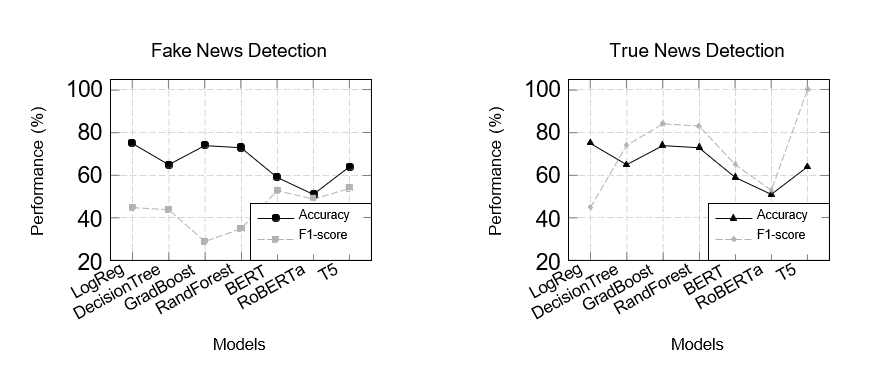 Fake News Detection
Performance (%)
100
80
60
40
20
Accuracy
F1-score
LogReg
DecisionTree
GradBoost
RandForest
BERT
RoBERTa
T5
Models
True News Detection
Performance (%)
100
80
60
40
20
Accuracy
F1-score
LogReg
DecisionTree
GradBoost
RandForest
BERT
RoBERTa
T5
Models